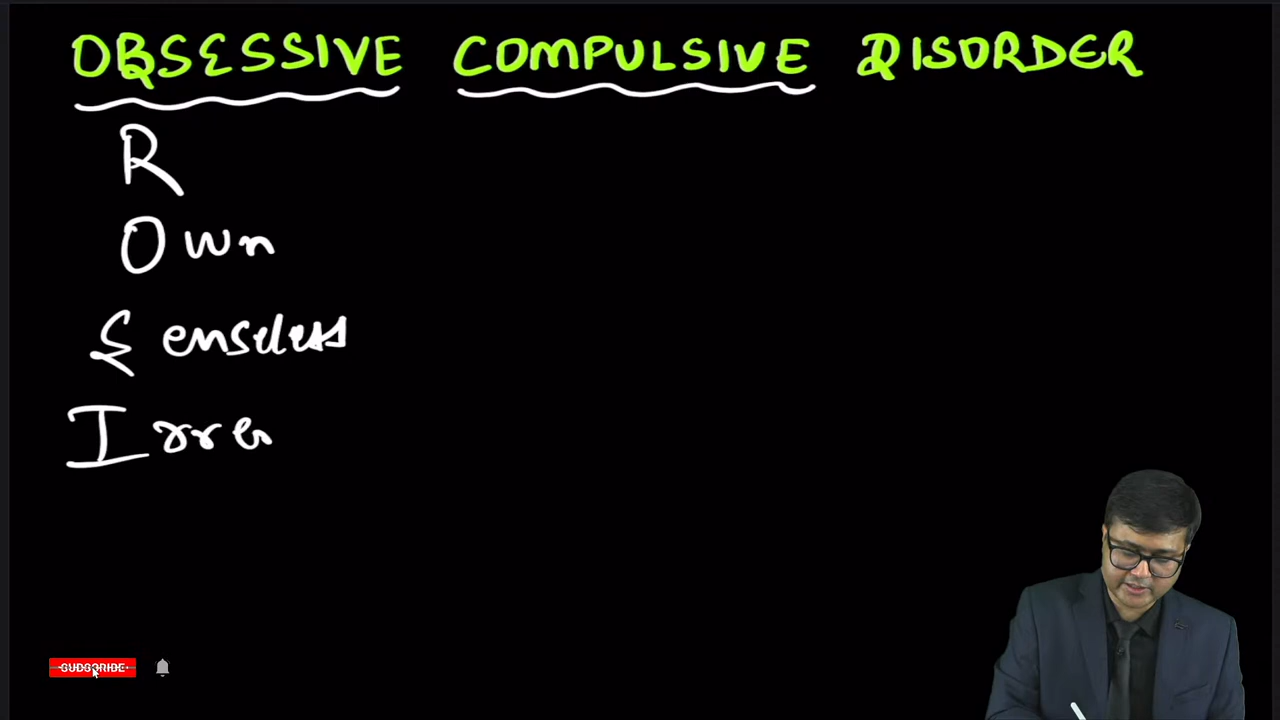 OBSESSIVE COMPULSIVE DISORDER
R
Own
Senseless
Irre
SUBSCRIBE